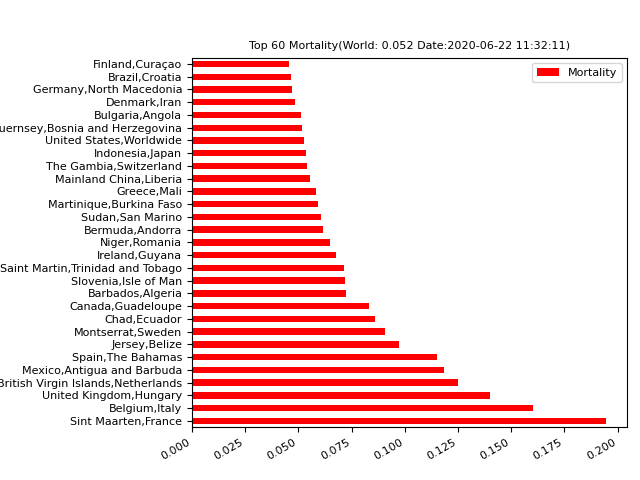 Top 60 Mortality(World: 0.052 Date:2020-06-22 11:32:11)
Mortality
Finland,Curaçao
Brazil,Croatia
Germany,North Macedonia
Denmark,Iran
Bulgaria,Angola
uernsey,Bosnia and Herzegovina
United States,Worldwide
Indonesia,Japan
The Gambia,Switzerland
Mainland China,Liberia
Greece,Mali
Martinique,Burkina Faso
Sudan,San Marino
Bermuda,Andorra
Niger,Romania
Ireland,Guyana
Saint Martin,Trinidad and Tobago
Slovenia,Isle of Man
Barbados,Algeria
Canada,Guadeloupe
Chad,Ecuador
Montserrat,Sweden
Jersey,Belize
Spain,The Bahamas
Mexico,Antigua and Barbuda
British Virgin Islands,Netherlands
United Kingdom,Hungary
Belgium,Italy
Sint Maarten,France
0.000 0.025 0.050 0.075 0.100 0.125 0.150 0.175 0.200